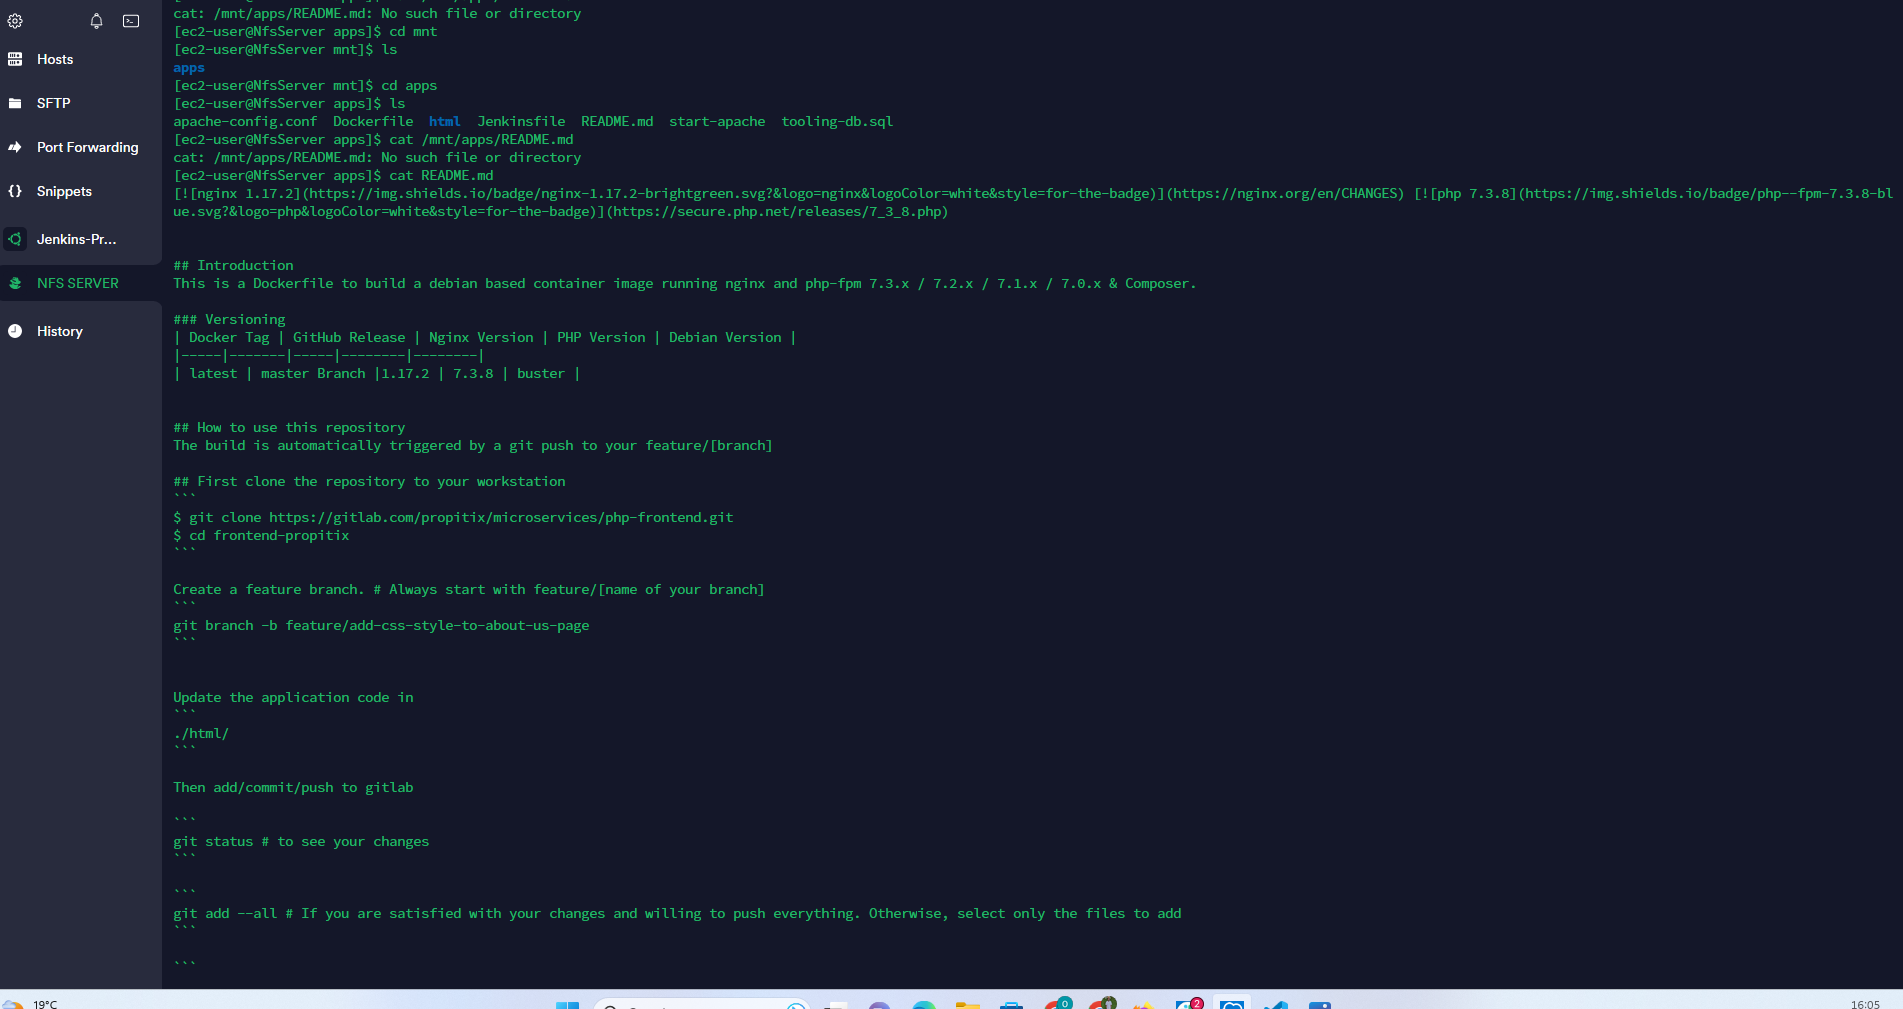 Hosts
SFTP
Port Forwarding
Snippets
Jenkins-Pr...
NFS SERVER
History
cat: /mnt/apps/README.md: No such file or directory
[ec2-user@NfsServer apps]$ cd mnt
[ec2-user@NfsServer mnt]$ ls
apps
[ec2-user@NfsServer mnt]$ cd apps
[ec2-user@NfsServer apps]$ ls
apache-config.conf  Dockerfile  html  Jenkinsfile  README.md  start-apache  tooling-db.sql
[ec2-user@NfsServer apps]$ cat /mnt/apps/README.md
cat: /mnt/apps/README.md: No such file or directory
[ec2-user@NfsServer apps]$ cat README.md
[![nginx 1.17.2](https://img.shields.io/badge/nginx-1.17.2-brightgreen.svg?&logo=nginx&logoColor=white&style=for-the-badge)](https://nginx.org/en/CHANGES) [![php 7.3.8](https://img.shields.io/badge/php--fpm-7.3.8-bl
ue.svg?&logo=php&logoColor=white&style=for-the-badge)](https://secure.php.net/releases/7_3_8.php)
## Introduction
This is a Dockerfile to build a debian based container image running nginx and php-fpm 7.3.x / 7.2.x / 7.1.x / 7.0.x & Composer.
### Versioning
| Docker Tag | GitHub Release | Nginx Version | PHP Version | Debian Version |
|-----|-------|-----|--------|--------|
| latest | master Branch |1.17.2 | 7.3.8 | buster |
## How to use this repository
The build is automatically triggered by a git push to your feature/[branch]
## First clone the repository to your workstation
```
$ git clone https://gitlab.com/propitix/microservices/php-frontend.git
$ cd frontend-propitix
```
Create a feature branch. # Always start with feature/[name of your branch]
```
git branch -b feature/add-css-style-to-about-us-page
```
Update the application code in
```
./html/
```
Then add/commit/push to gitlab
```
git status # to see your changes
```
```
git add --all # If you are satisfied with your changes and willing to push everything. Otherwise, select only the files to add
```
```
19°C
0
2
16:05